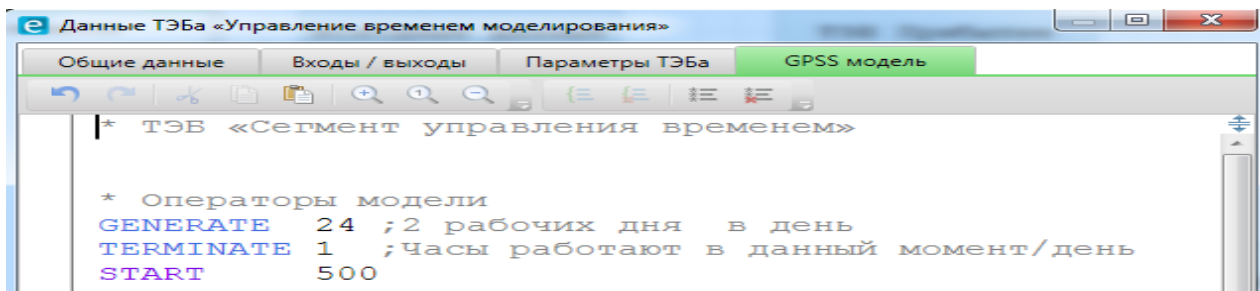 Данные ТЭБа «Управление временем моделирования»
Общие данные Входы / выходы Параметры ТЭБа GPSS модель
* ТЭБ «Сегмент управления временем»
* Операторы модели
GENERATE 24 ;2 рабочих дня в день
TERMINATE 1 ;Часы работают в данный момент/день
START 500